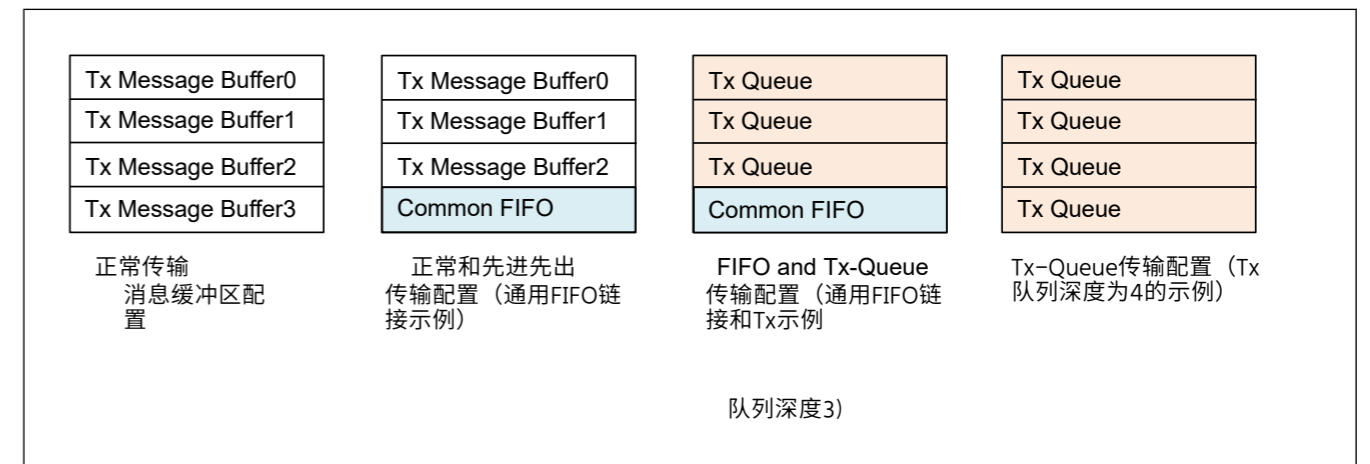 Tx Message Buffer0
Tx Message Buffer1
Tx Message Buffer2
Tx Message Buffer3
正常传输
消息缓冲区配
置
Tx Message Buffer0
Tx Message Buffer1
Tx Message Buffer2
Common FIFO
正常和先进先出
传输配置（通用FIFO链
接示例）
Tx Queue
Tx Queue
Tx Queue
Common FIFO
FIFO and Tx-Queue
传输配置（通用FIFO链
接和Tx示例
队列深度3)
Tx Queue
Tx Queue
Tx Queue
Tx Queue
Tx-Queue传输配置（Tx
队列深度为4的示例）